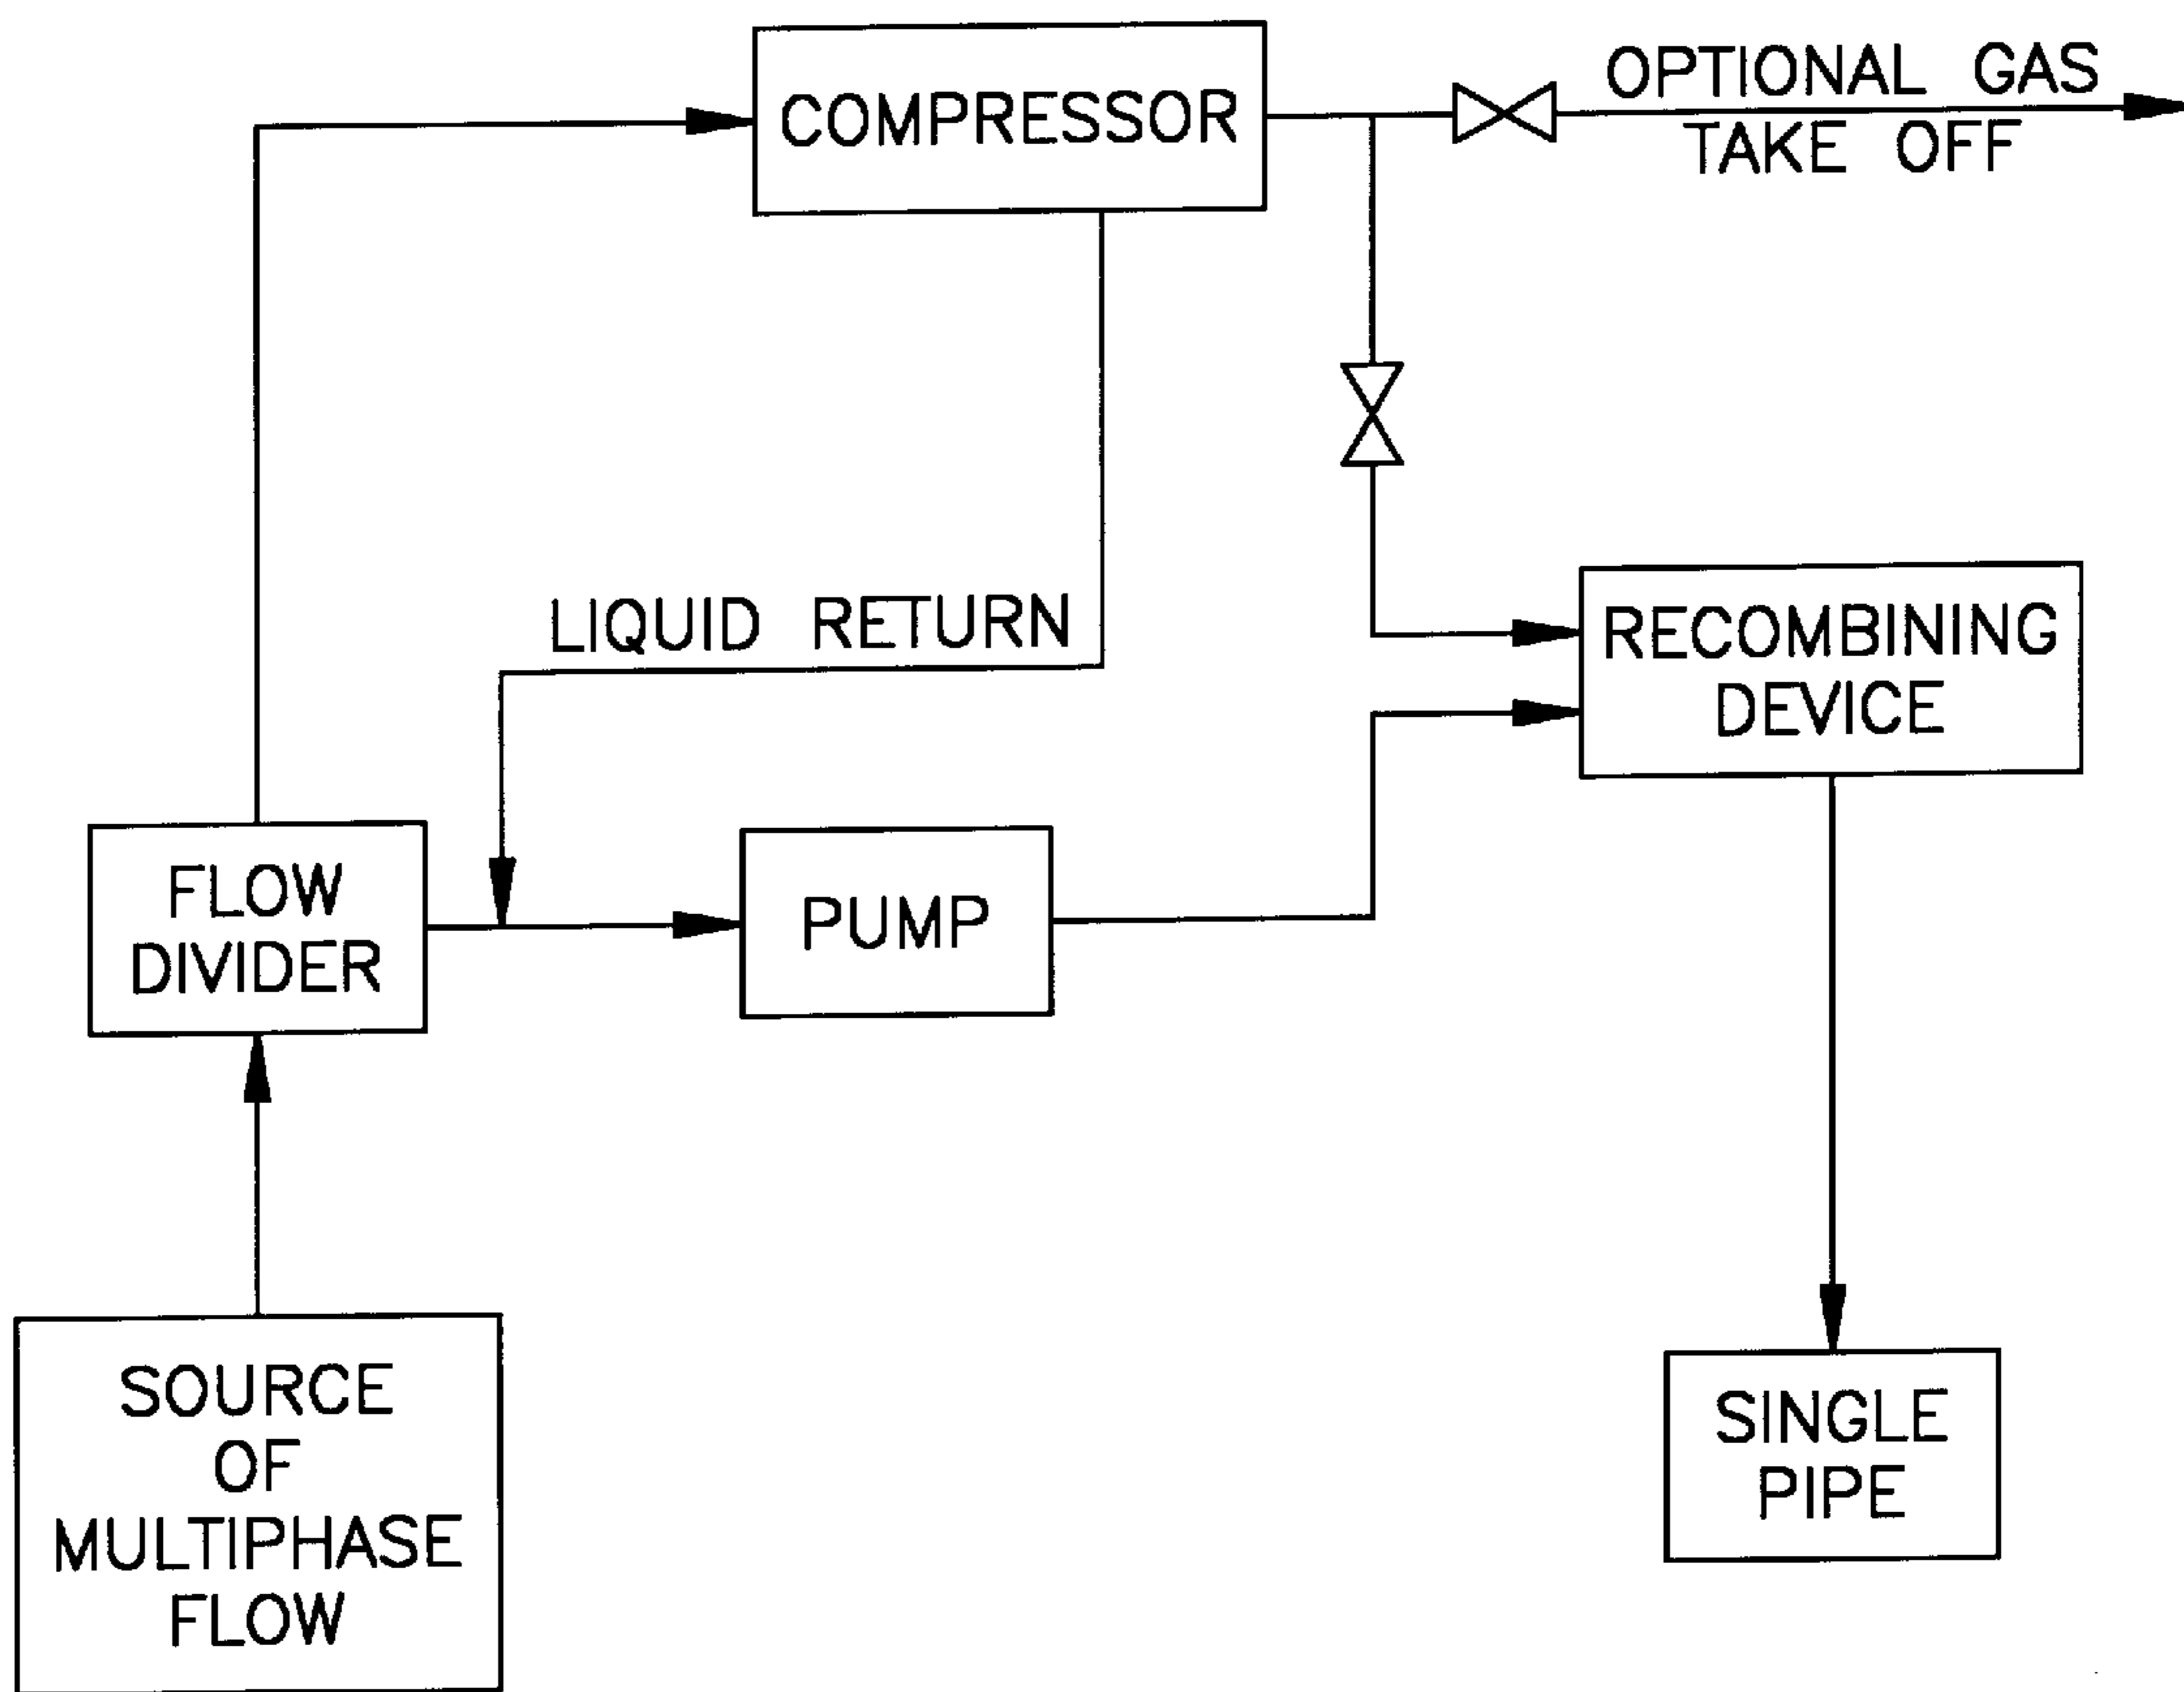 COMPRESSOR
OPTIONAL GAS
TAKE OFF
LIQUID RETURN
RECOMBINING
DEVICE
FLOW
DIVIDER
PUMP
SOURCE
OF
MULTIPHASE
FLOW
SINGLE
PIPE